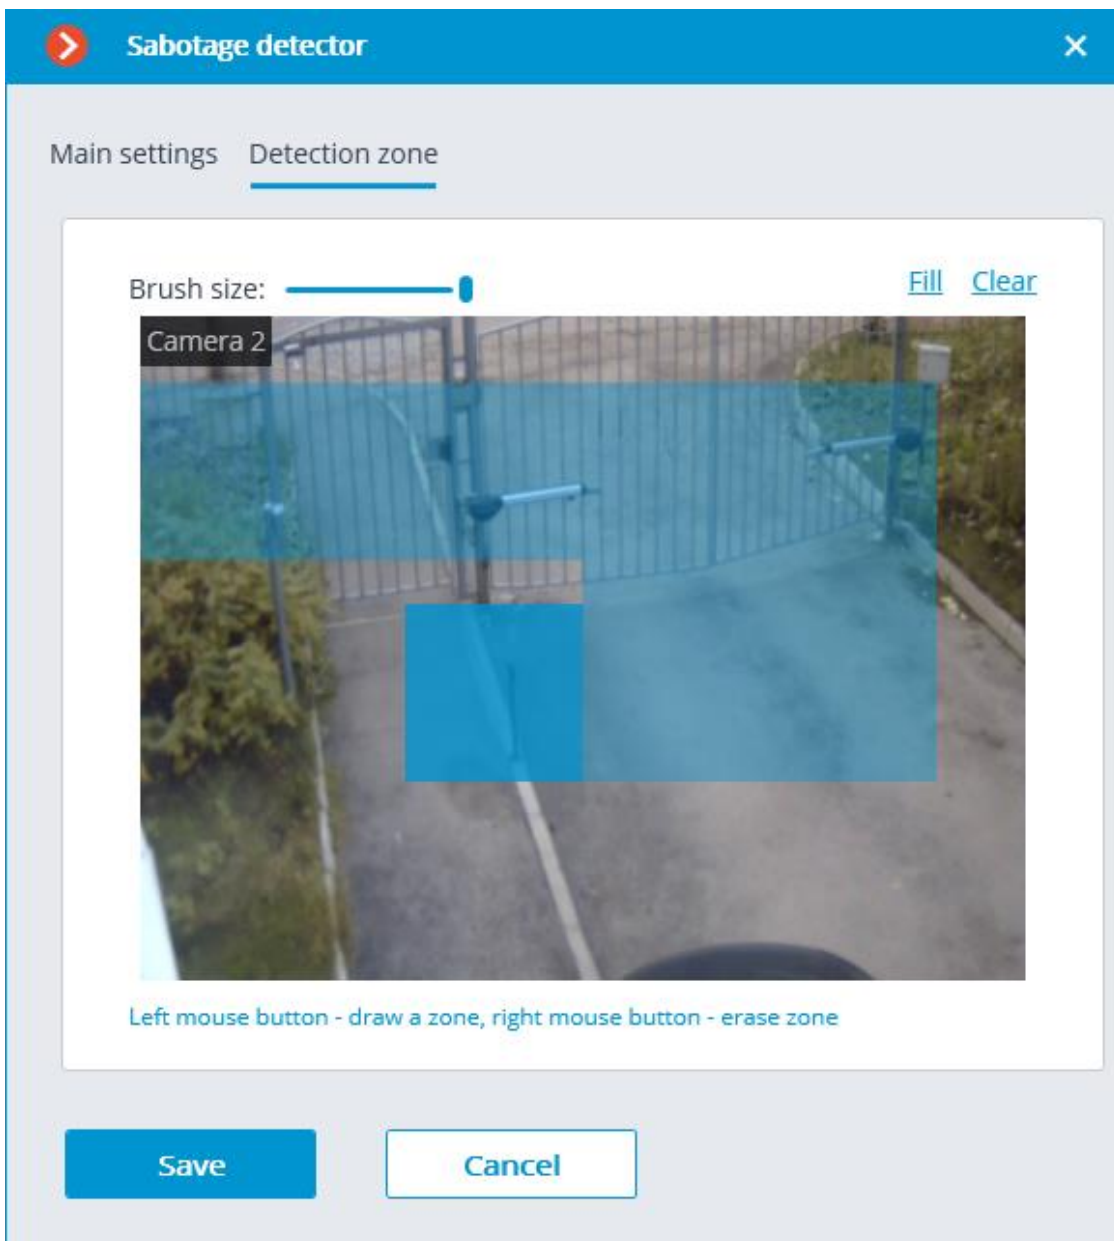 Sabotage detector
Main settings Detection zone
Brush size: Fill Clear
Camera 2
Left mouse button - draw a zone, right mouse button - erase zone
Save Cancel